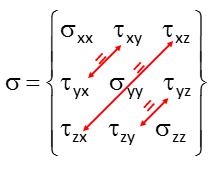 σxx τxy τxz
σ = { τyx σyy τyz }
τzx τzy σzz